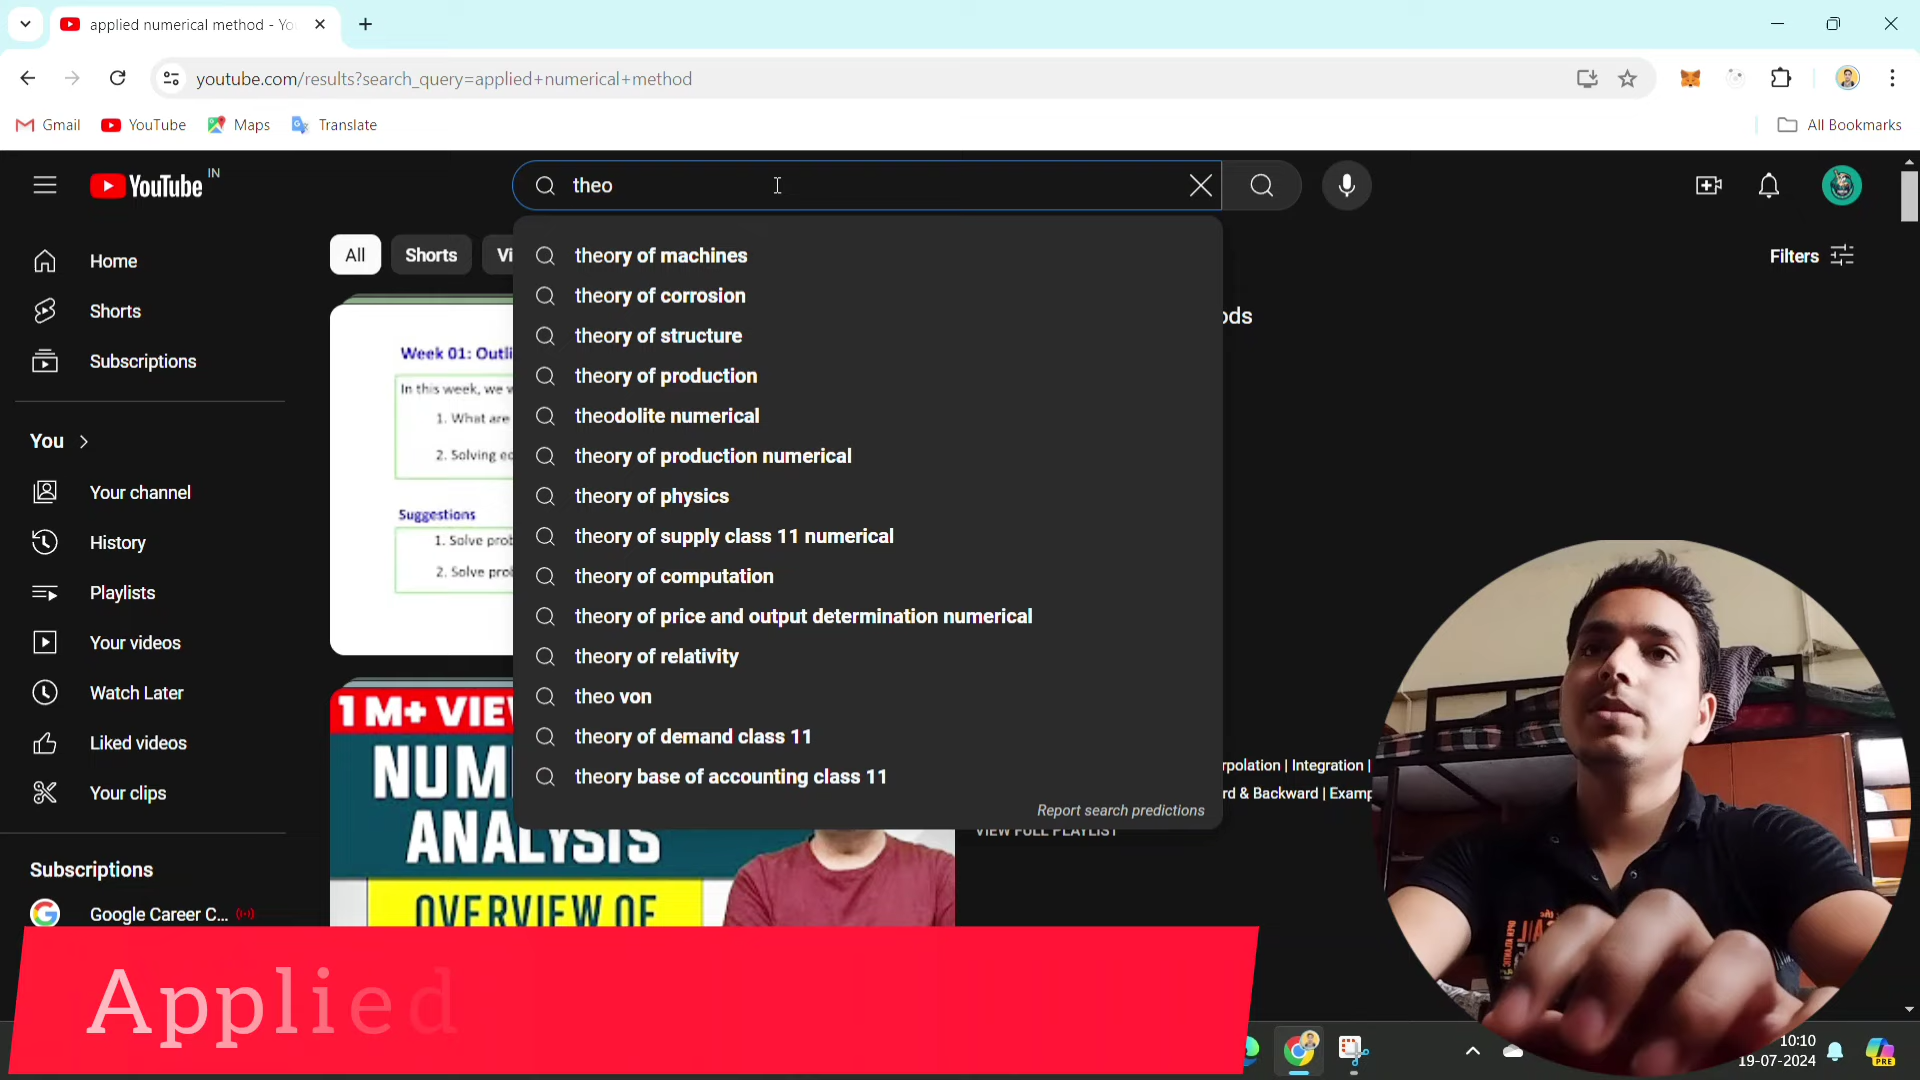 applied numerical method - Yo
youtube.com/results?search_query=applied+numerical+method
Gmail
YouTube
Maps
Translate
All Bookmarks
YouTube IN
theo
Home
Shorts
Subscriptions
You
Your channel
History
Playlists
Your videos
Watch Later
Liked videos
Your clips
Subscriptions
Google Career C...
All
Shorts
Vi
Filters
theory of machines
theory of corrosion
theory of structure
theory of production
theodolite numerical
theory of production numerical
theory of physics
theory of supply class 11 numerical
theory of computation
theory of price and output determination numerical
theory of relativity
theo von
theory of demand class 11
theory base of accounting class 11
Report search predictions
Week 01: Outli
In this week, we w
1. What are
2. Solving eq
Suggestions
1. Solve prob
2. Solve prob
ods
1 M+ VIEW
NUM
ANALYSIS
OVERVIEW OF
rpolation | Integration |
rd & Backward | Examp
VIEW FULL PLAYLIST
Applied
10:10
19-07-2024
PRE